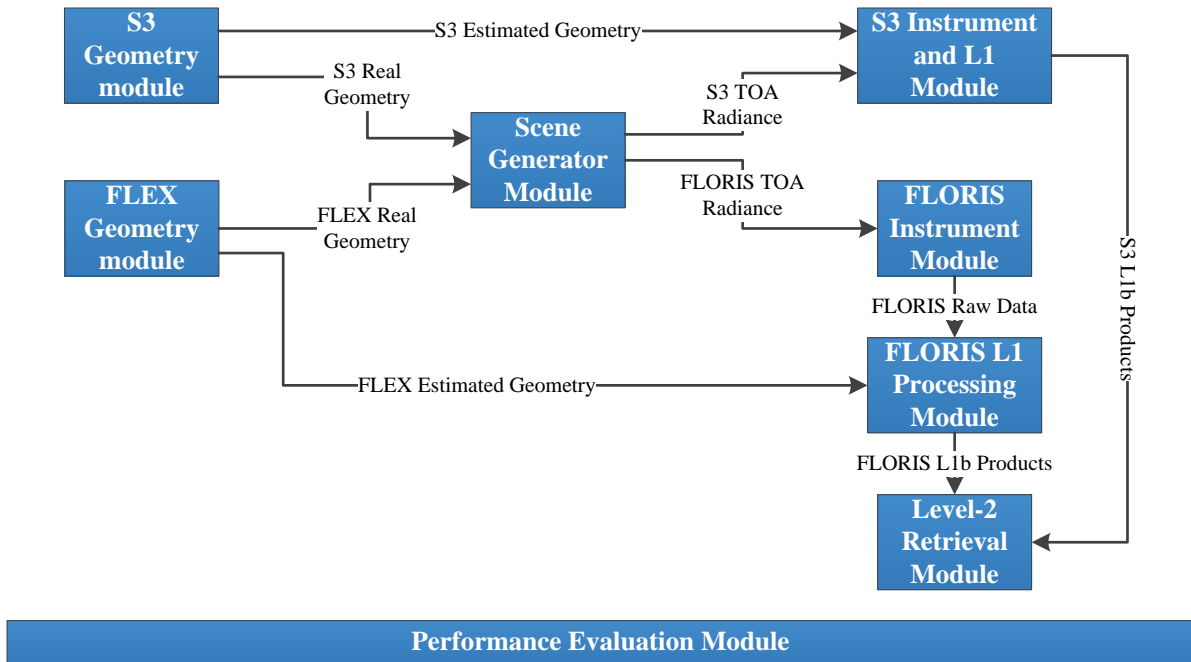 S3
Geometry
module
S3 Estimated Geometry
S3 Instrument
and L1
Module
S3 Real
Geometry
S3 TOA
Radiance
Scene
Generator
Module
FLEX
Geometry
module
FLEX Real
Geometry
FLORIS TOA
Radiance
FLORIS
Instrument
Module
S3 L1b Products
FLORIS Raw Data
FLORIS L1
Processing
Module
FLEX Estimated Geometry
FLORIS L1b Products
Level-2
Retrieval
Module
Performance Evaluation Module